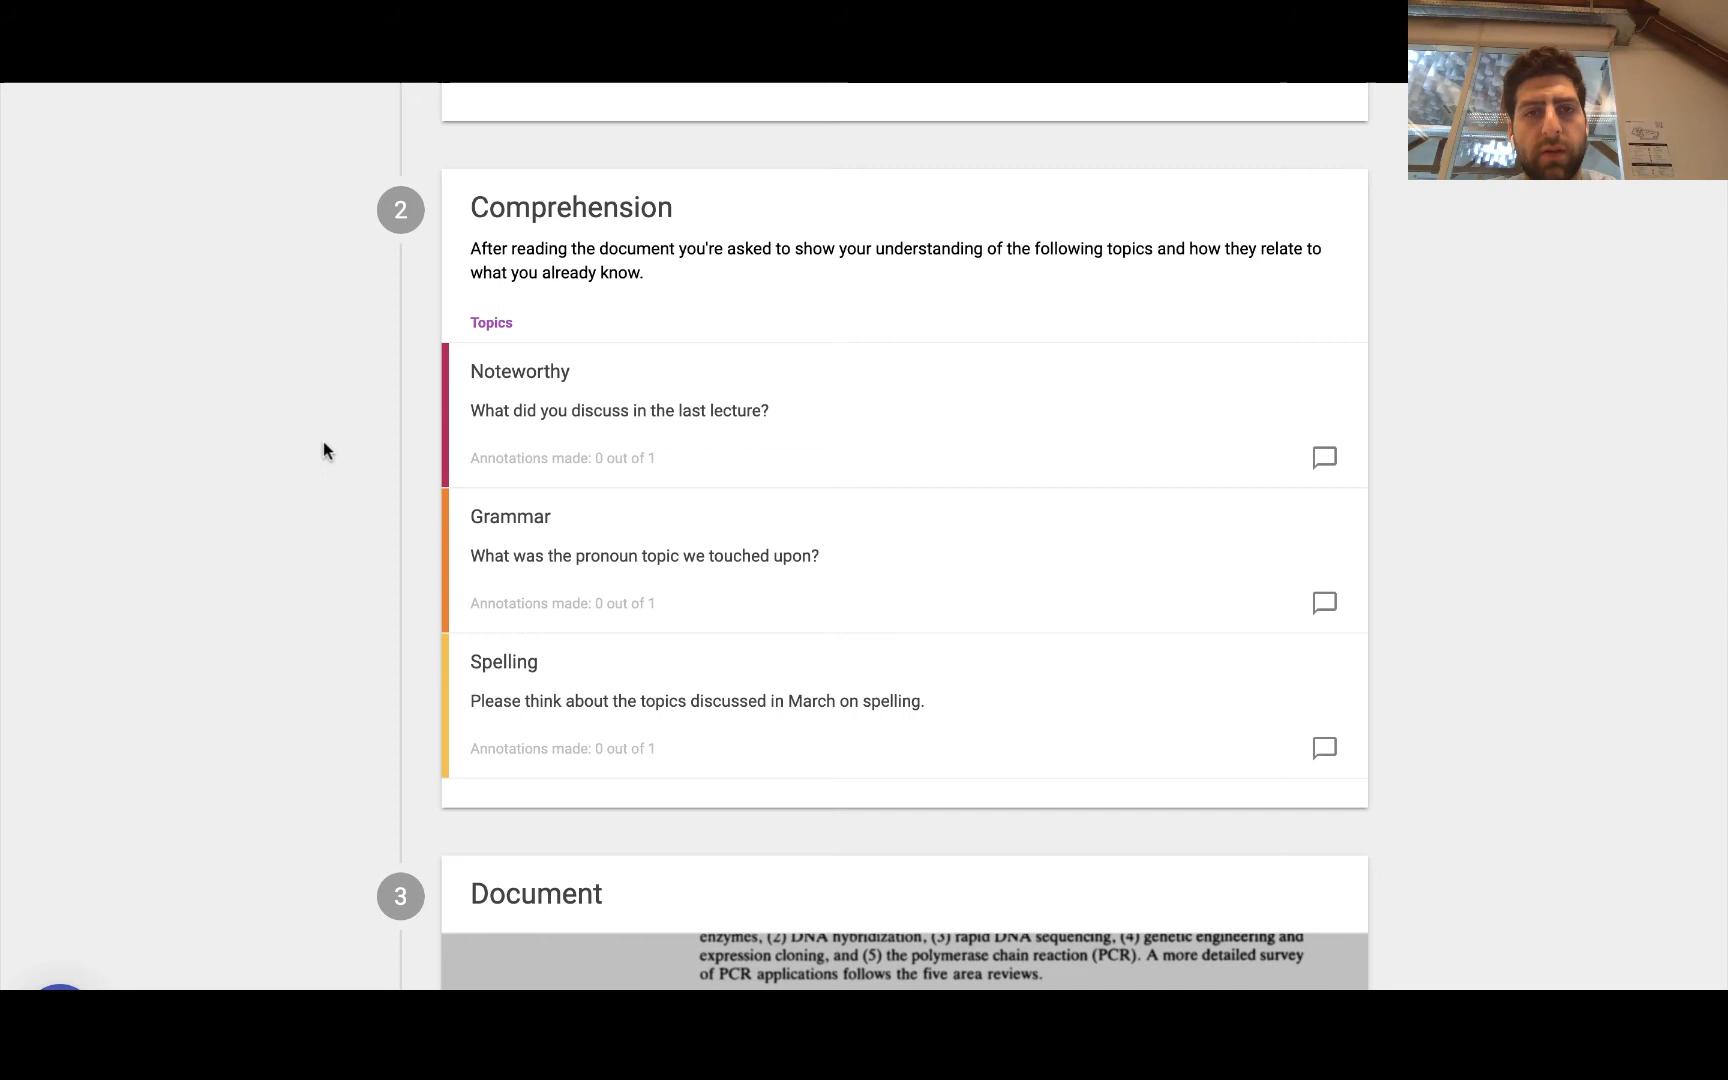 2
Comprehension
After reading the document you're asked to show your understanding of the following topics and how they relate to
what you already know.
Topics
Noteworthy
What did you discuss in the last lecture?
Annotations made: 0 out of 1
Grammar
What was the pronoun topic we touched upon?
Annotations made: 0 out of 1
Spelling
Please think about the topics discussed in March on spelling.
Annotations made: 0 out of 1
3
Document
enzymes, (2) DNA hybridization, (3) rapid DNA sequencing, (4) genetic engineering and
expression cloning, and (5) the polymerase chain reaction (PCR). A more detailed survey
of PCR applications follows the five area reviews.